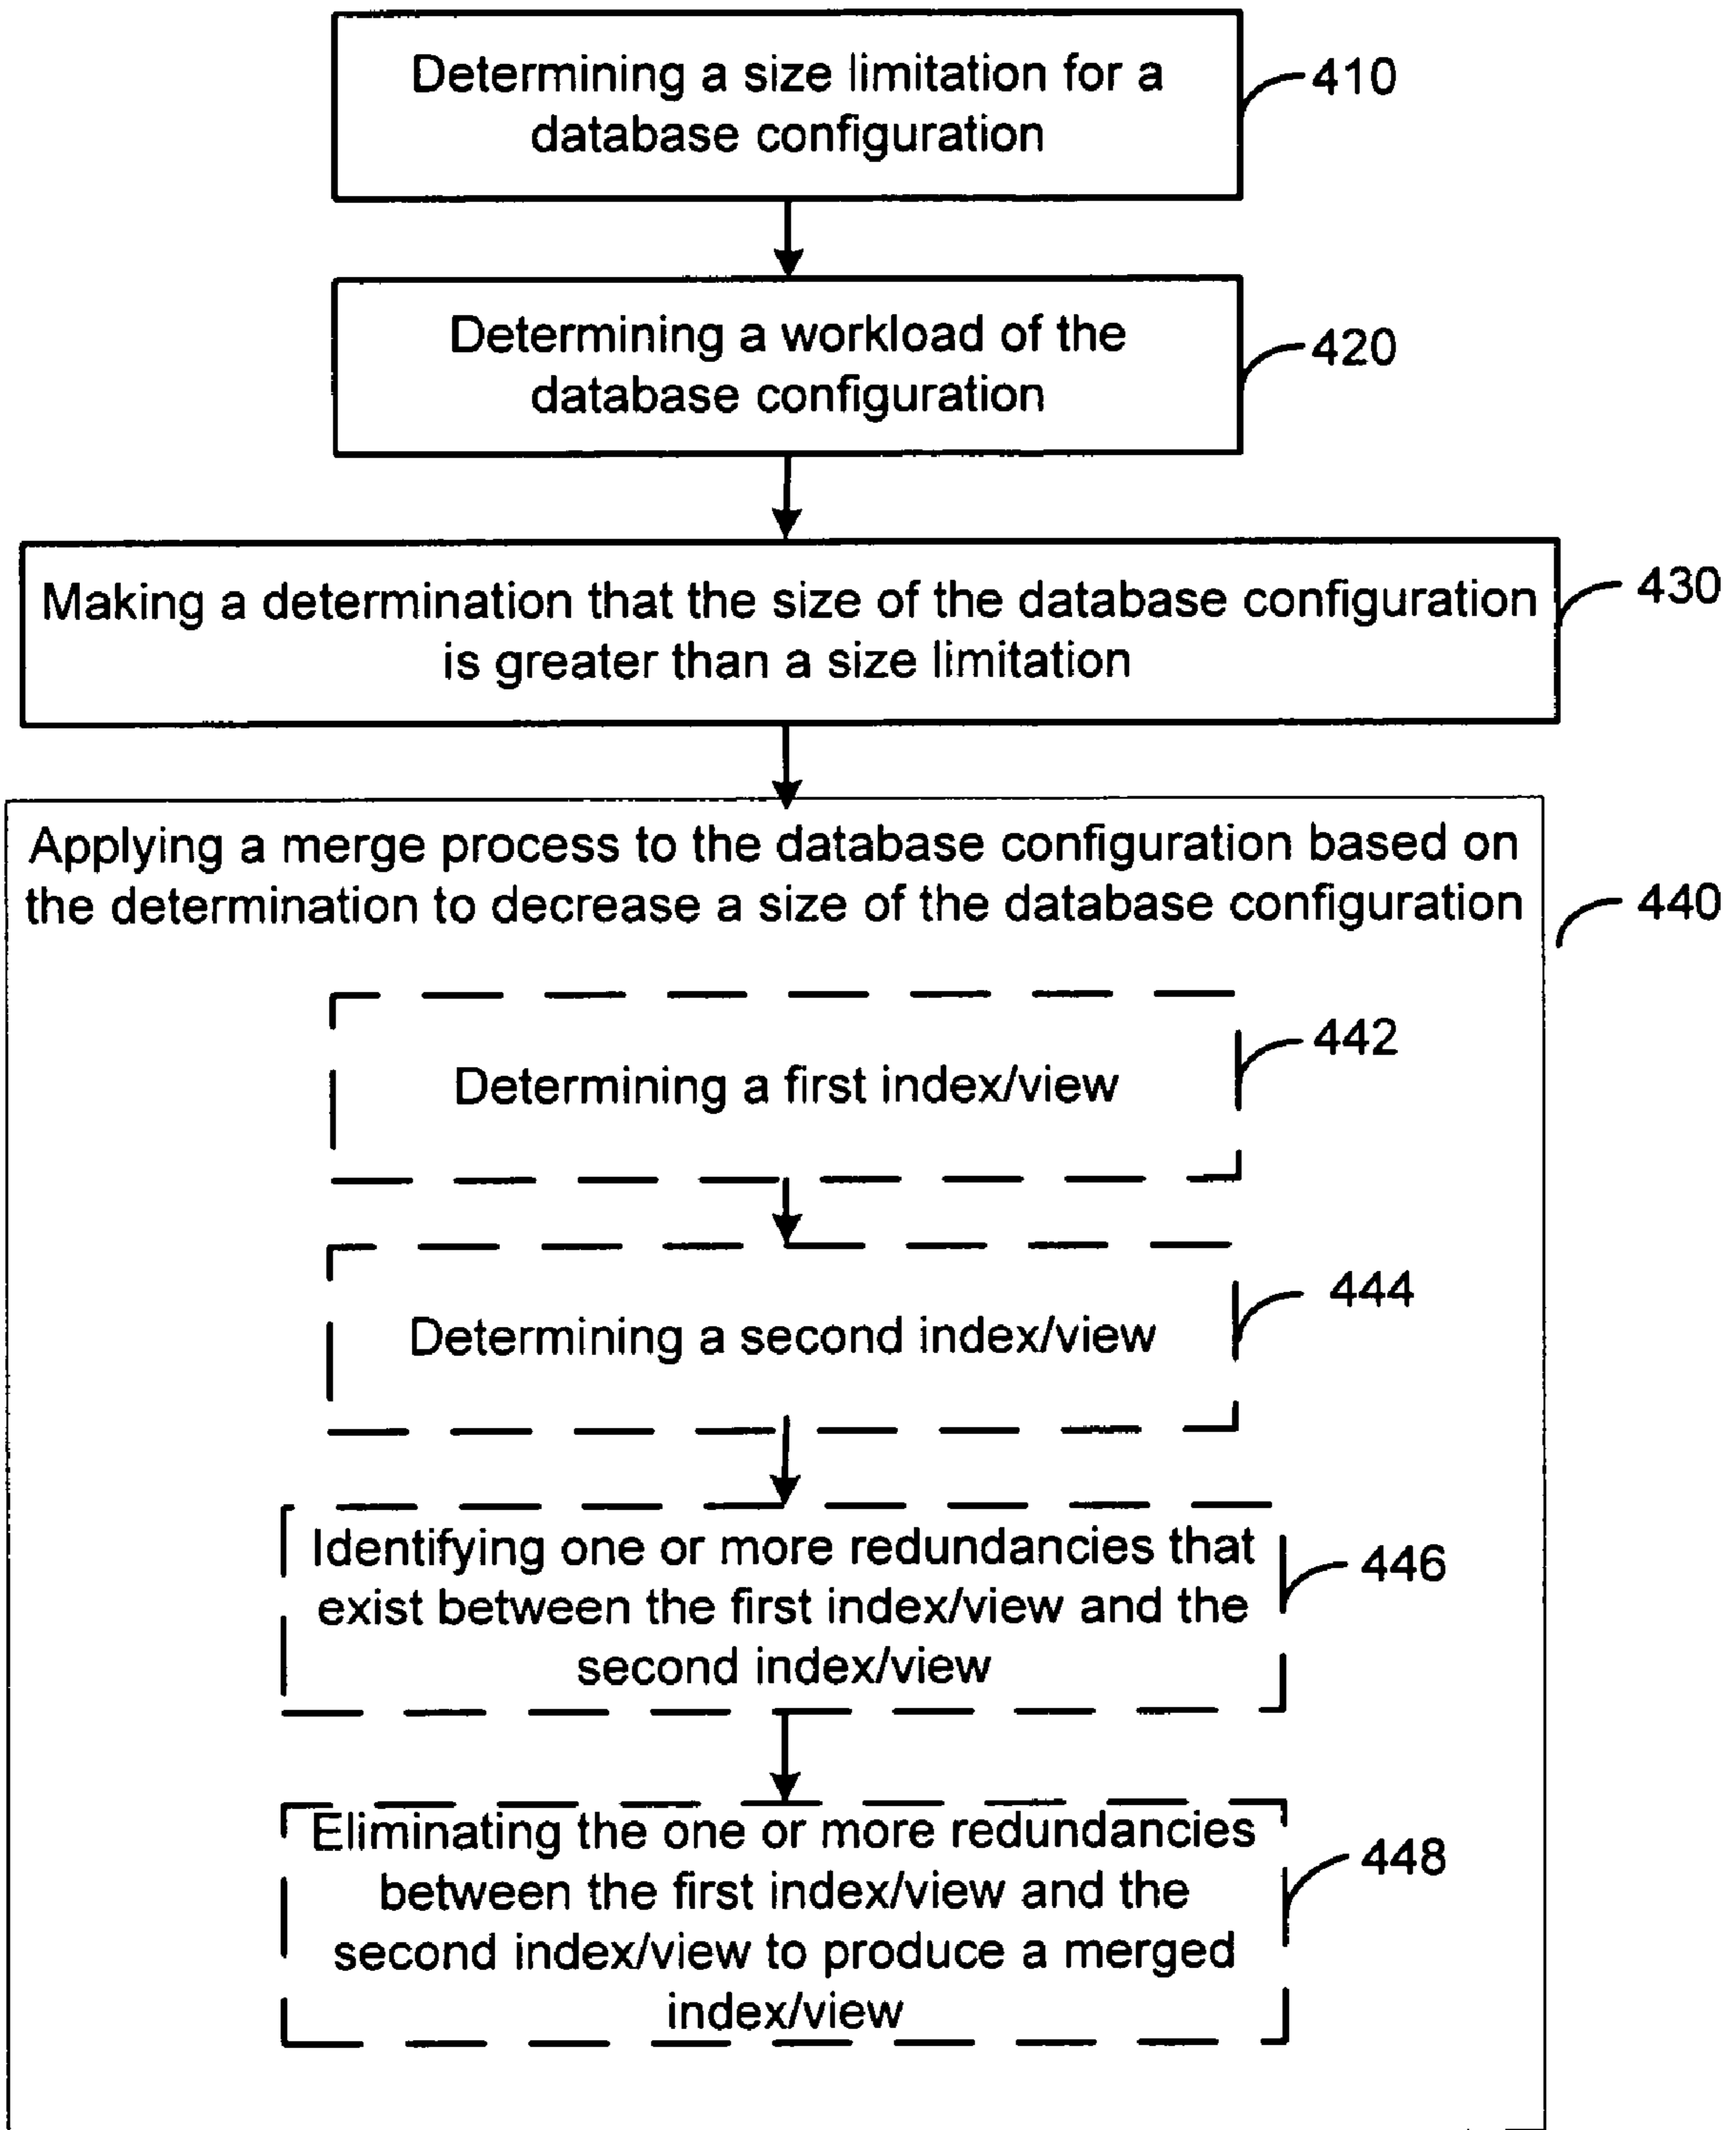 Determining a size limitation for a
database configuration
410
Determining a workload of the
database configuration
420
Making a determination that the size of the database configuration
is greater than a size limitation
430
Applying a merge process to the database configuration based on
the determination to decrease a size of the database configuration
440
Determining a first index/view
442
Determining a second index/view
444
Identifying one or more redundancies that
exist between the first index/view and the
second index/view
446
Eliminating the one or more redundancies
between the first index/view and the
second index/view to produce a merged
index/view
448